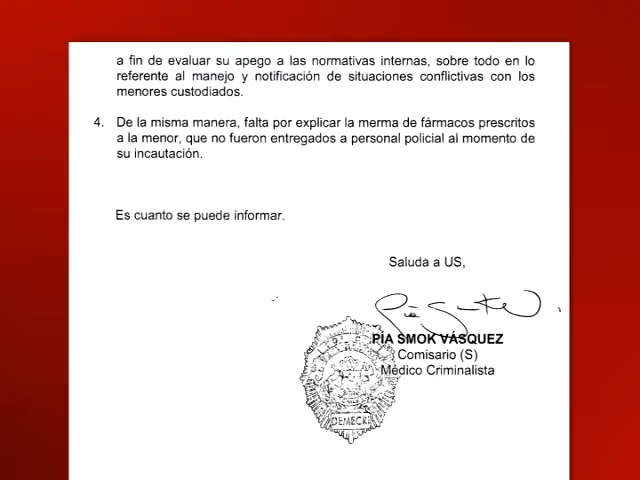 a fin de evaluar su apego a las normativas internas, sobre todo en lo
referente al manejo y notificación de situaciones conflictivas con los
menores custodiados.
4. De la misma manera, falta por explicar la merma de fármacos prescritos
a la menor, que no fueron entregados a personal policial al momento de
su incautación.
Es cuanto se puede informar.
Saluda a US,
PÍA SMOK VÁSQUEZ
Comisario (S)
Médico Criminalista
DEMECRI